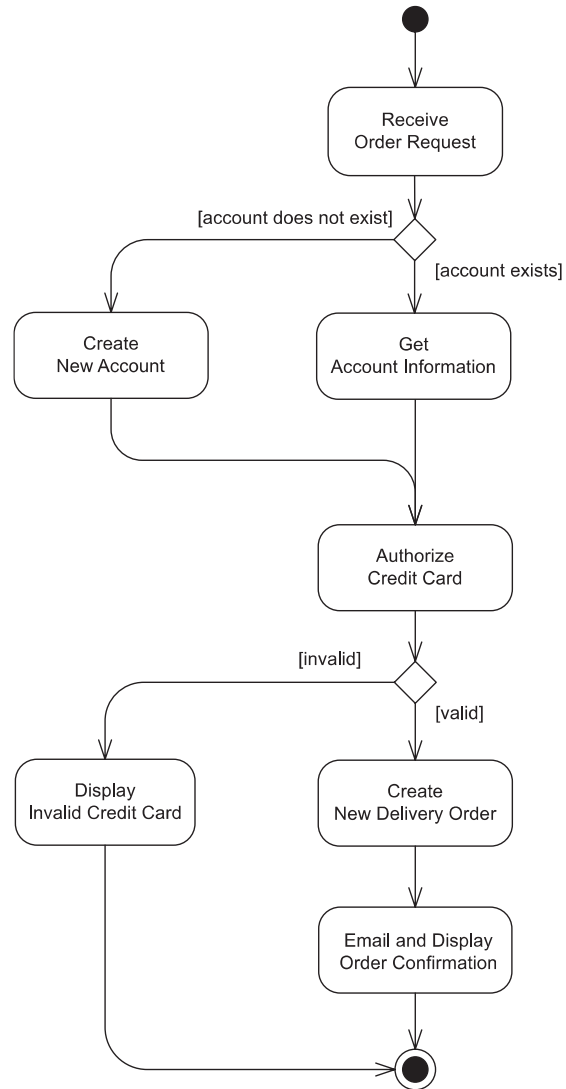 Receive
Order Request
[account does not exist]
[account exists]
Create
New Account
Get
Account Information
Authorize
Credit Card
[invalid]
[valid]
Display
Invalid Credit Card
Create
New Delivery Order
Email and Display
Order Confirmation